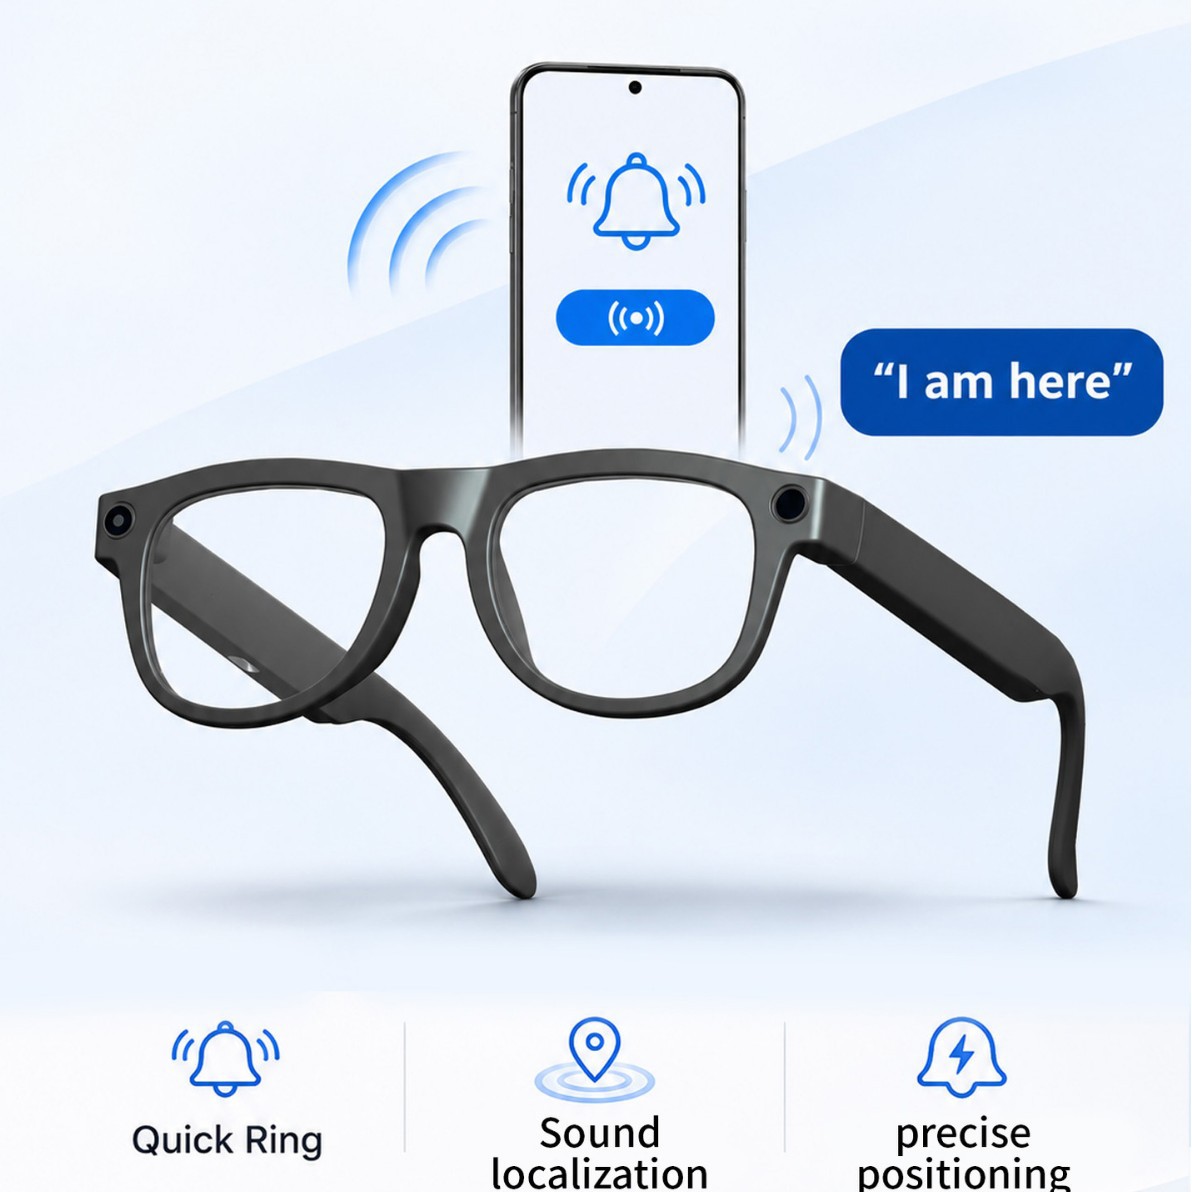 “I am here”
Quick Ring
Sound
localization
precise
positioning